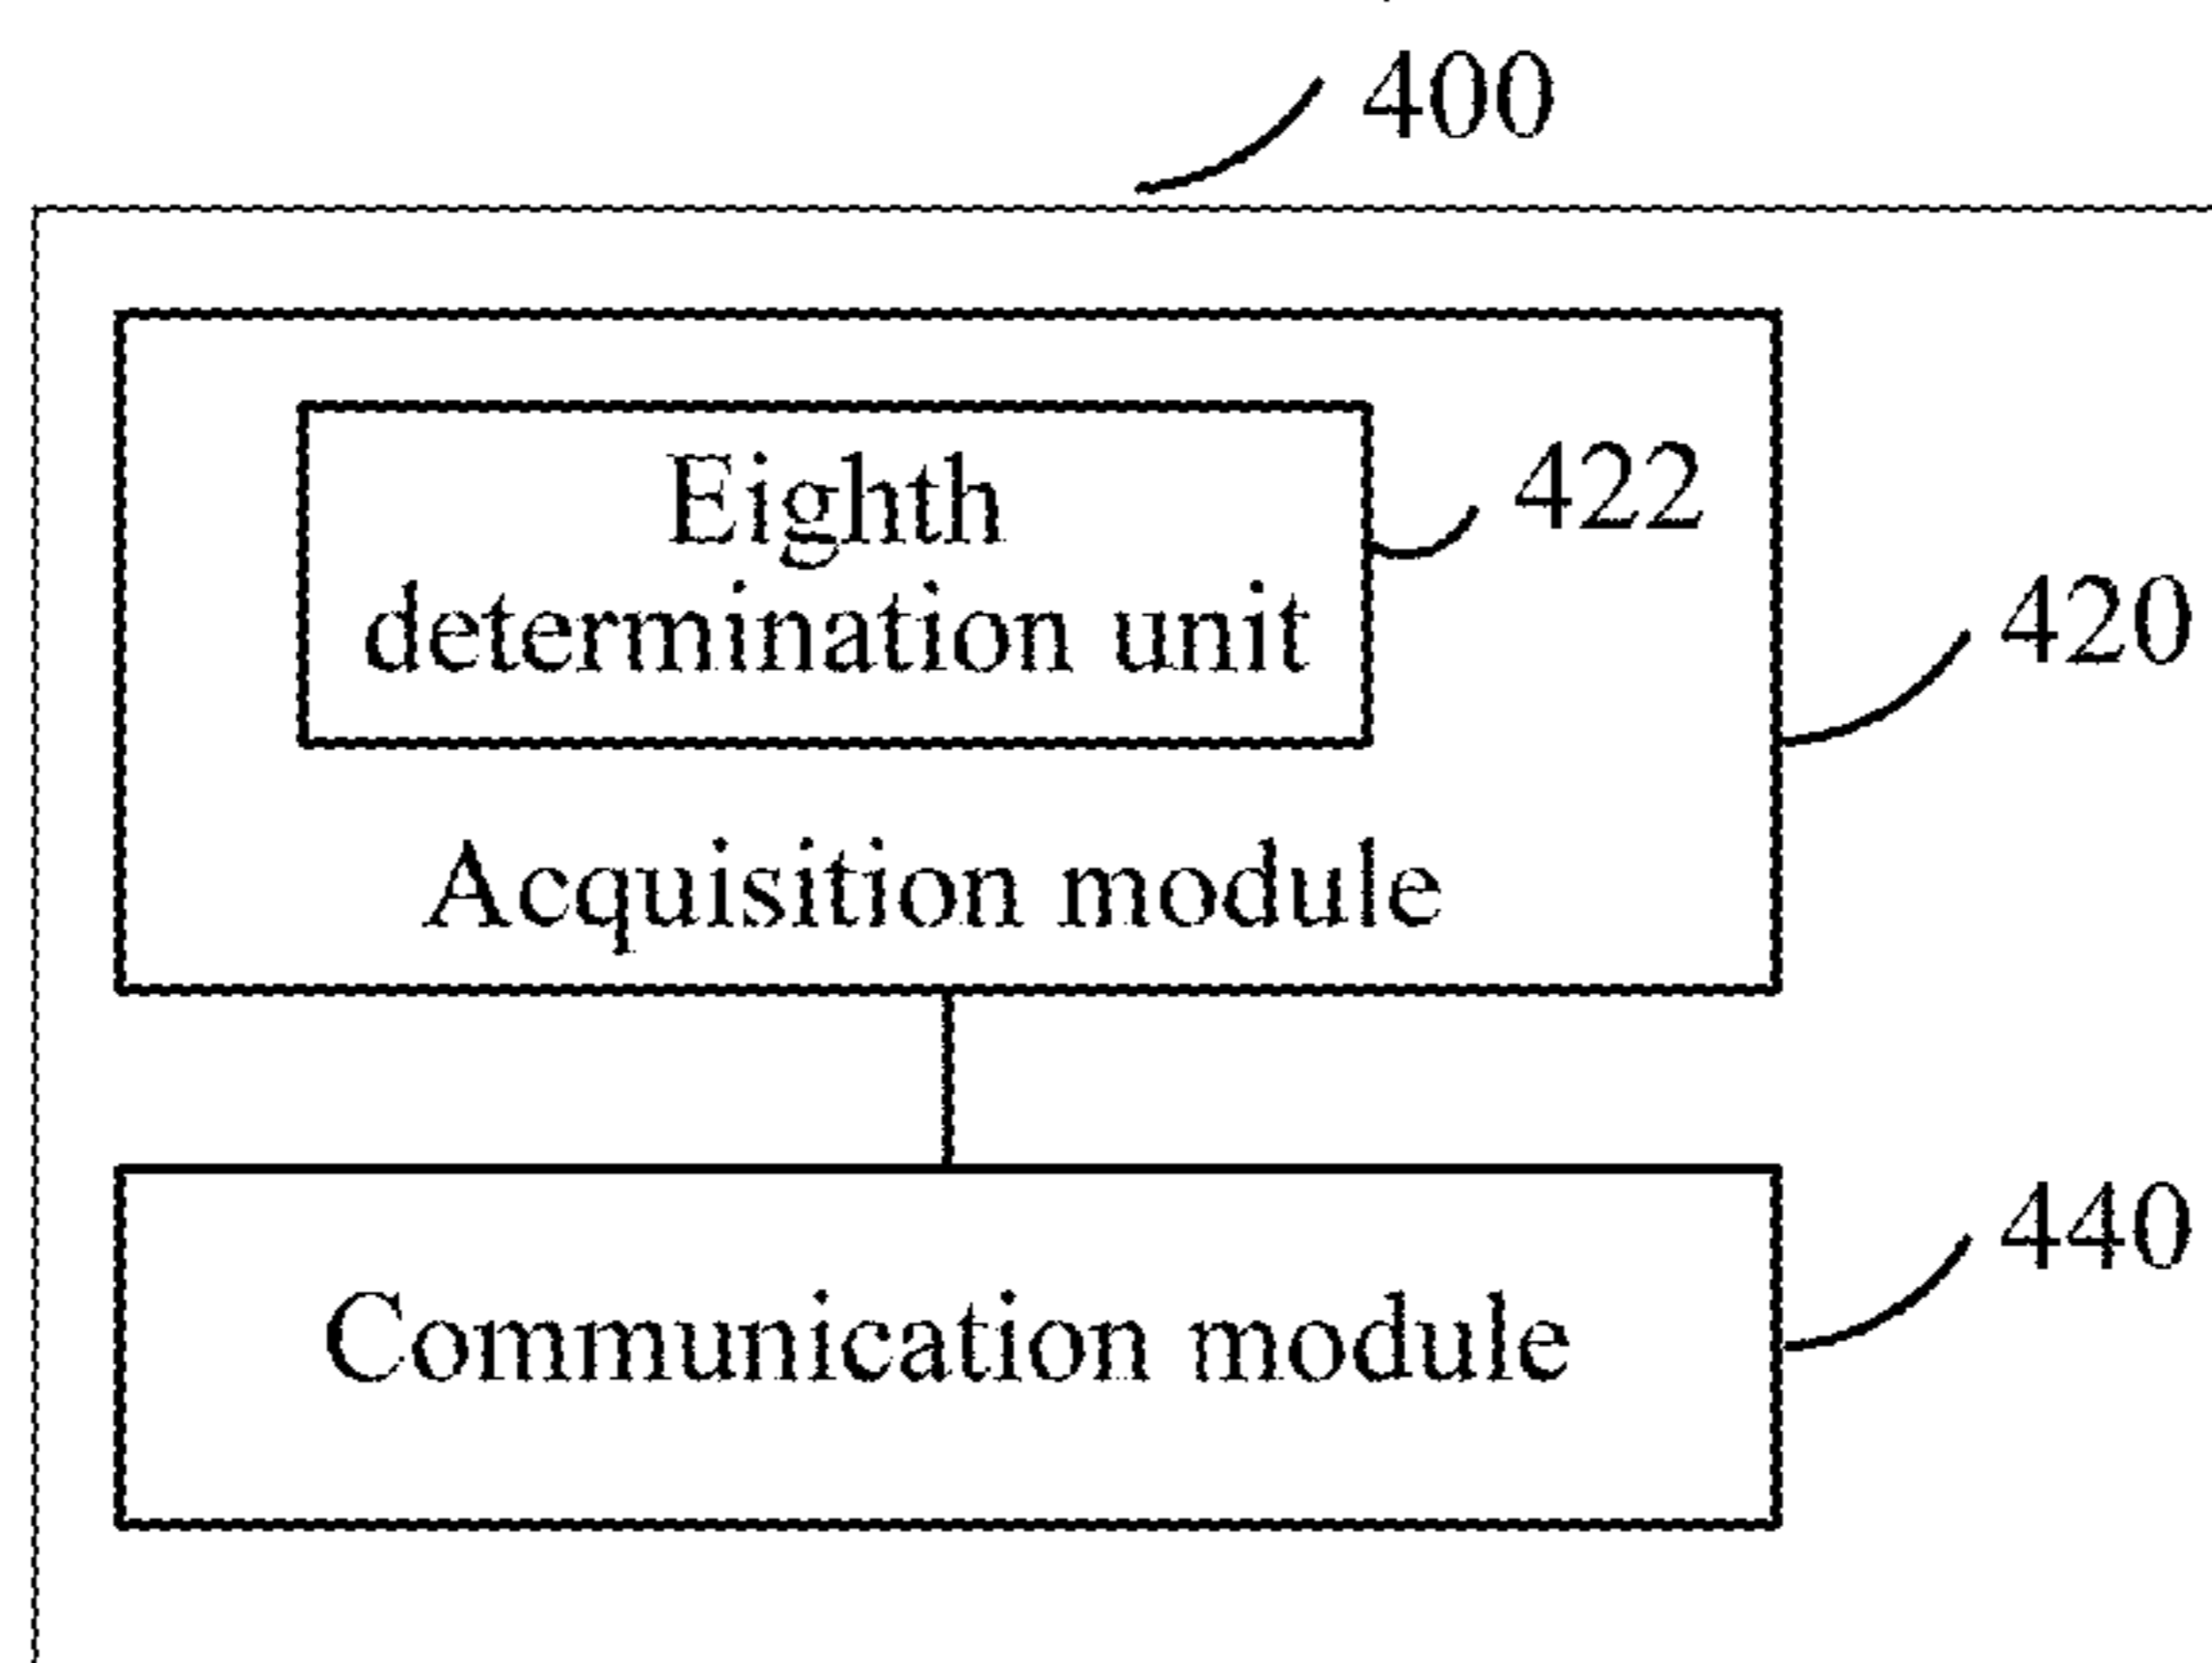 400
Eighth
determination unit
422
420
Acquisition module
440
Communication module